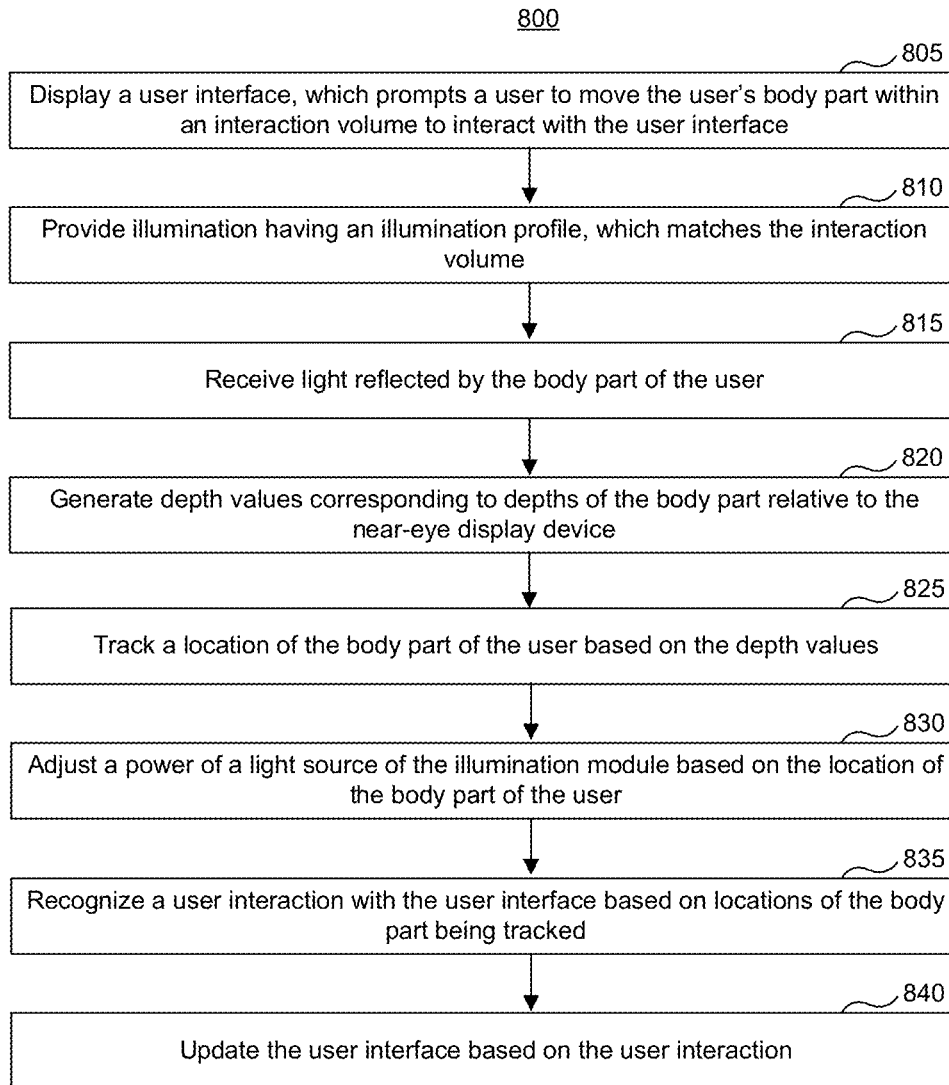 800
805
Display a user interface, which prompts a user to move the user's body part within
an interaction volume to interact with the user interface
810
Provide illumination having an illumination profile, which matches the interaction
volume
815
Receive light reflected by the body part of the user
820
Generate depth values corresponding to depths of the body part relative to the
near-eye display device
825
Track a location of the body part of the user based on the depth values
830
Adjust a power of a light source of the illumination module based on the location of
the body part of the user
835
Recognize a user interaction with the user interface based on locations of the body
part being tracked
840
Update the user interface based on the user interaction